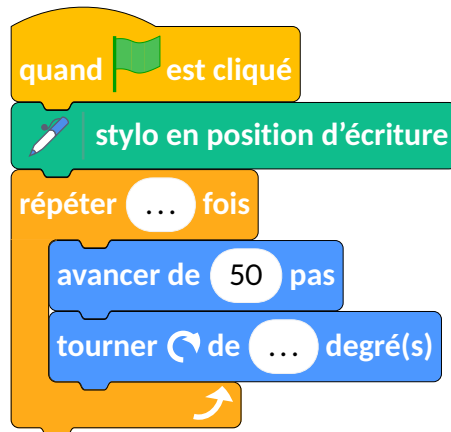 quand est cliqué
stylo en position d’écriture
répéter ... fois
avancer de 50 pas
tourner de ... degré(s)